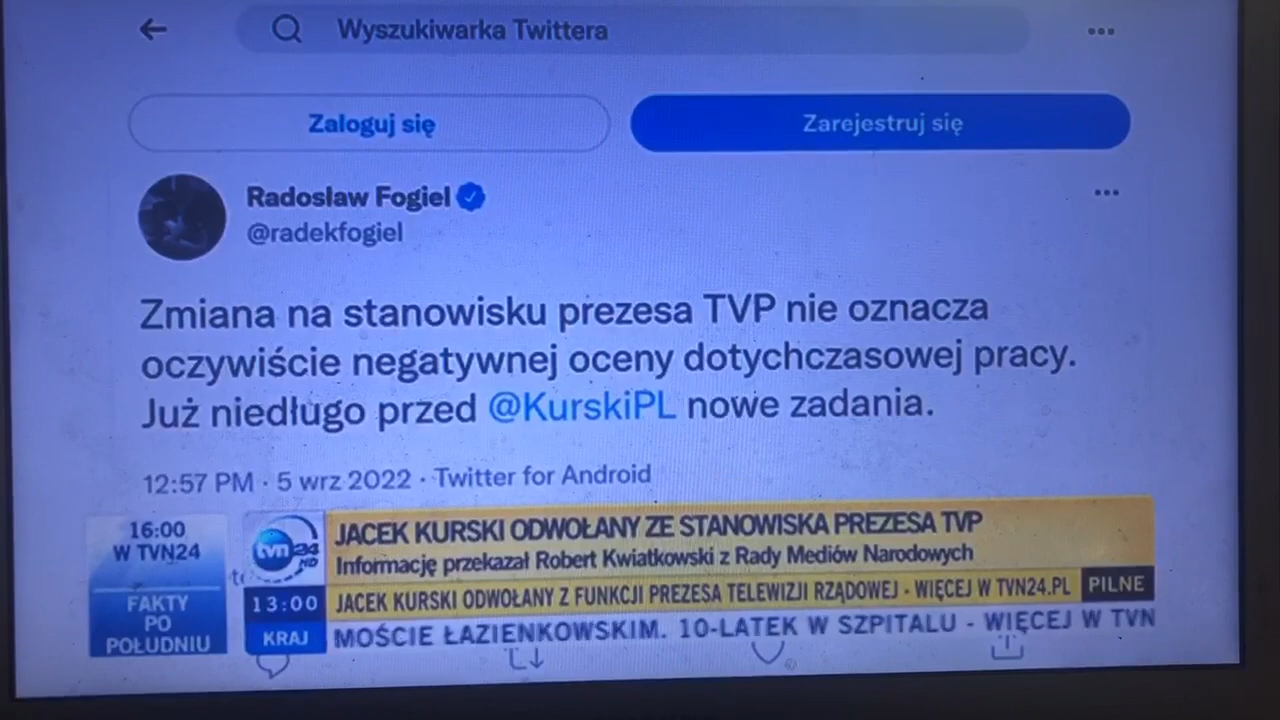 Wyszukiwarka Twittera
Zaloguj się
Zarejestruj się
Radosław Fogiel
@radekfogiel
Zmiana na stanowisku prezesa TVP nie oznacza
oczywiście negatywnej oceny dotychczasowej pracy.
Już niedługo przed @KurskiPL nowe zadania.
12:57 PM · 5 wrz 2022 · Twitter for Android
16:00
W TVN24
FAKTY
PO
POŁUDNIU
tvn24
HD
13:00
KRAJ
JACEK KURSKI ODWOŁANY ZE STANOWISKA PREZESA TVP
Informację przekazał Robert Kwiatkowski z Rady Mediów Narodowych
JACEK KURSKI ODWOŁANY Z FUNKCJI PREZESA TELEWIZJI RZĄDOWEJ - WIĘCEJ W TVN24.PL
PILNE
MOŚCIE ŁAZIENKOWSKIM. 10-LATEK W SZPITALU - WIĘCEJ W TVN